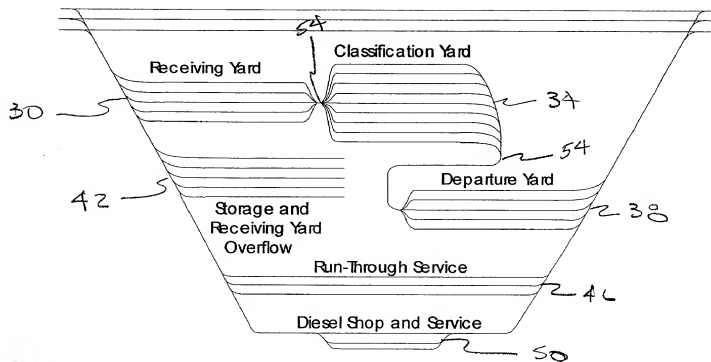 54
Classification Yard
Receiving Yard
30
34
54
42
Departure Yard
38
Storage and
Receiving Yard
Overflow
Run-Through Service
46
Diesel Shop and Service
50